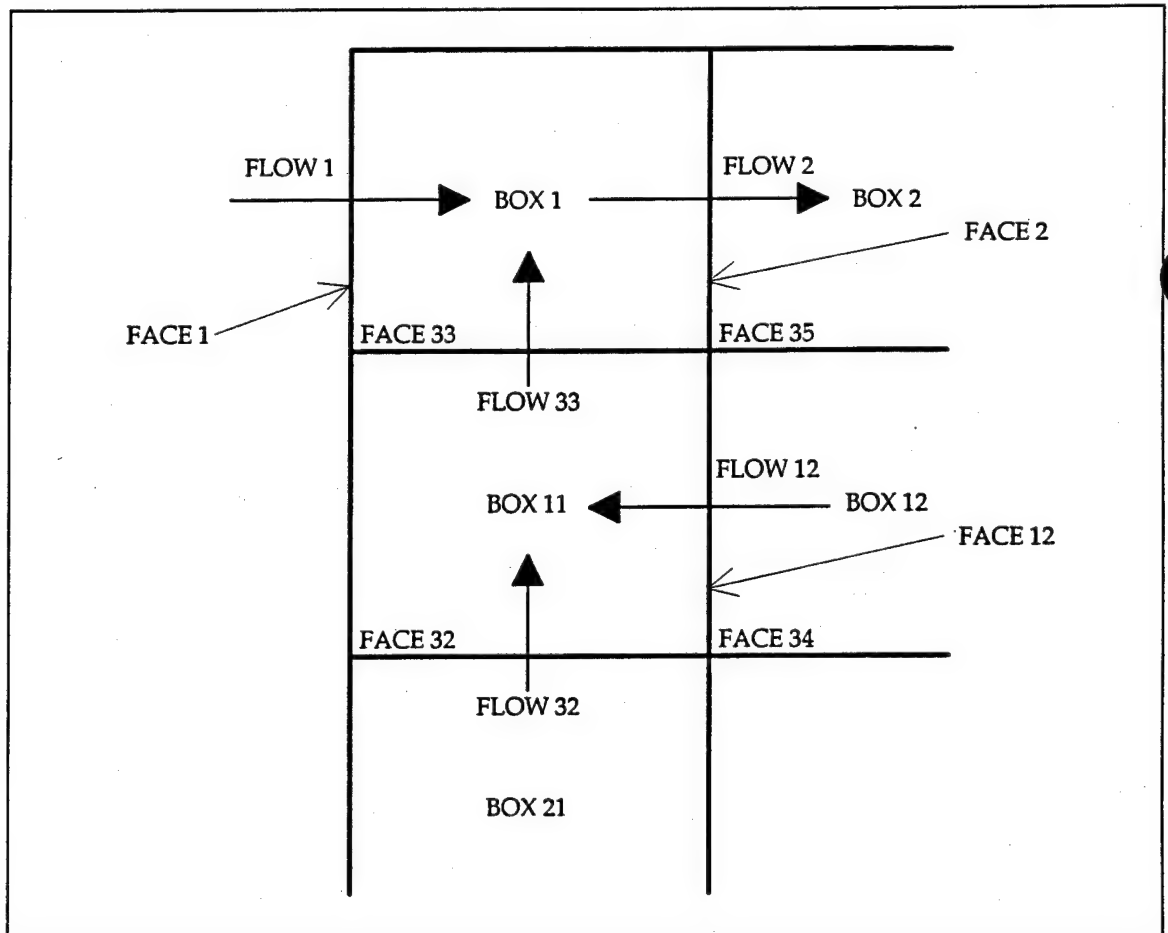 FLOW 1
FLOW 2
BOX 1
BOX 2
FACE 2
FACE 1
FACE 33
FACE 35
FLOW 33
FLOW 12
BOX 11
BOX 12
FACE 12
FACE 32
FACE 34
FLOW 32
BOX 21